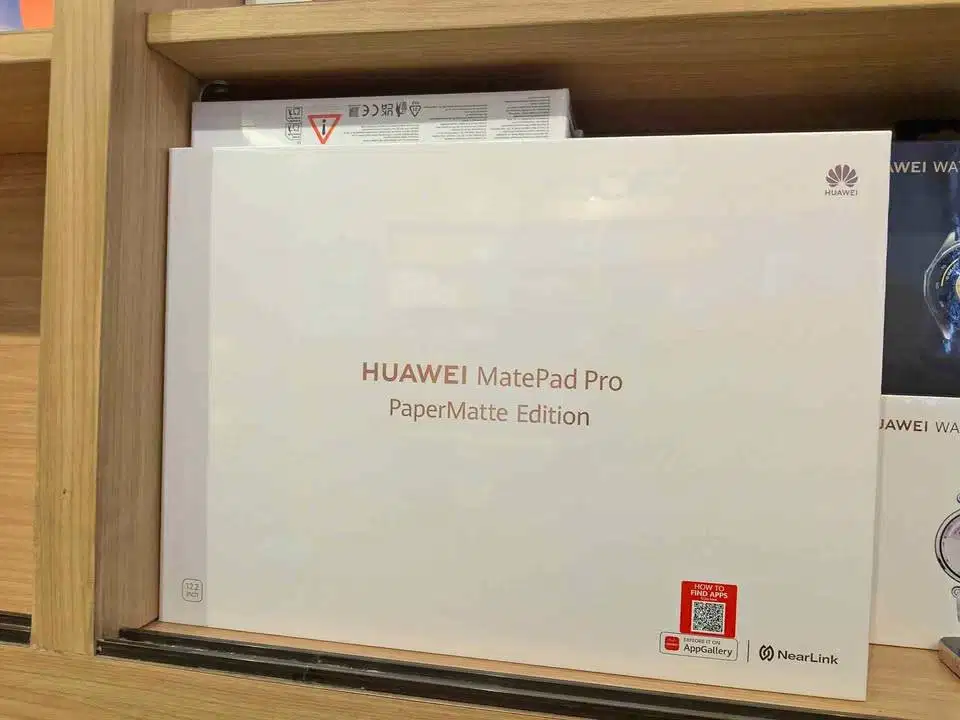 HUAWEI
HUAWEI MatePad Pro
PaperMatte Edition
12.2
inch
HOW TO
FIND APPS
EXPLORE IT ON
AppGallery
NearLink
AWEI WA
UAWEI WA